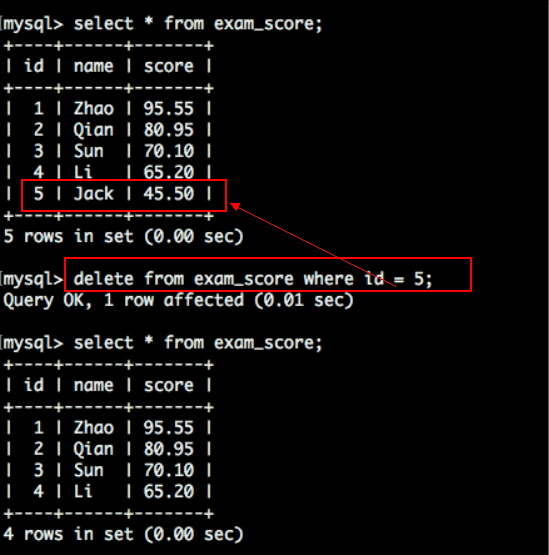 mysql> select * from exam_score;
+----+------+-------+
| id | name | score |
+----+------+-------+
| 1 | Zhao | 95.55 |
| 2 | Qian | 80.95 |
| 3 | Sun | 70.10 |
| 4 | Li | 65.20 |
| 5 | Jack | 45.50 |
+----+------+-------+
5 rows in set (0.00 sec)
mysql> delete from exam_score where id = 5;
Query OK, 1 row affected (0.01 sec)
mysql> select * from exam_score;
+----+------+-------+
| id | name | score |
+----+------+-------+
| 1 | Zhao | 95.55 |
| 2 | Qian | 80.95 |
| 3 | Sun | 70.10 |
| 4 | Li | 65.20 |
+----+------+-------+
4 rows in set (0.00 sec)